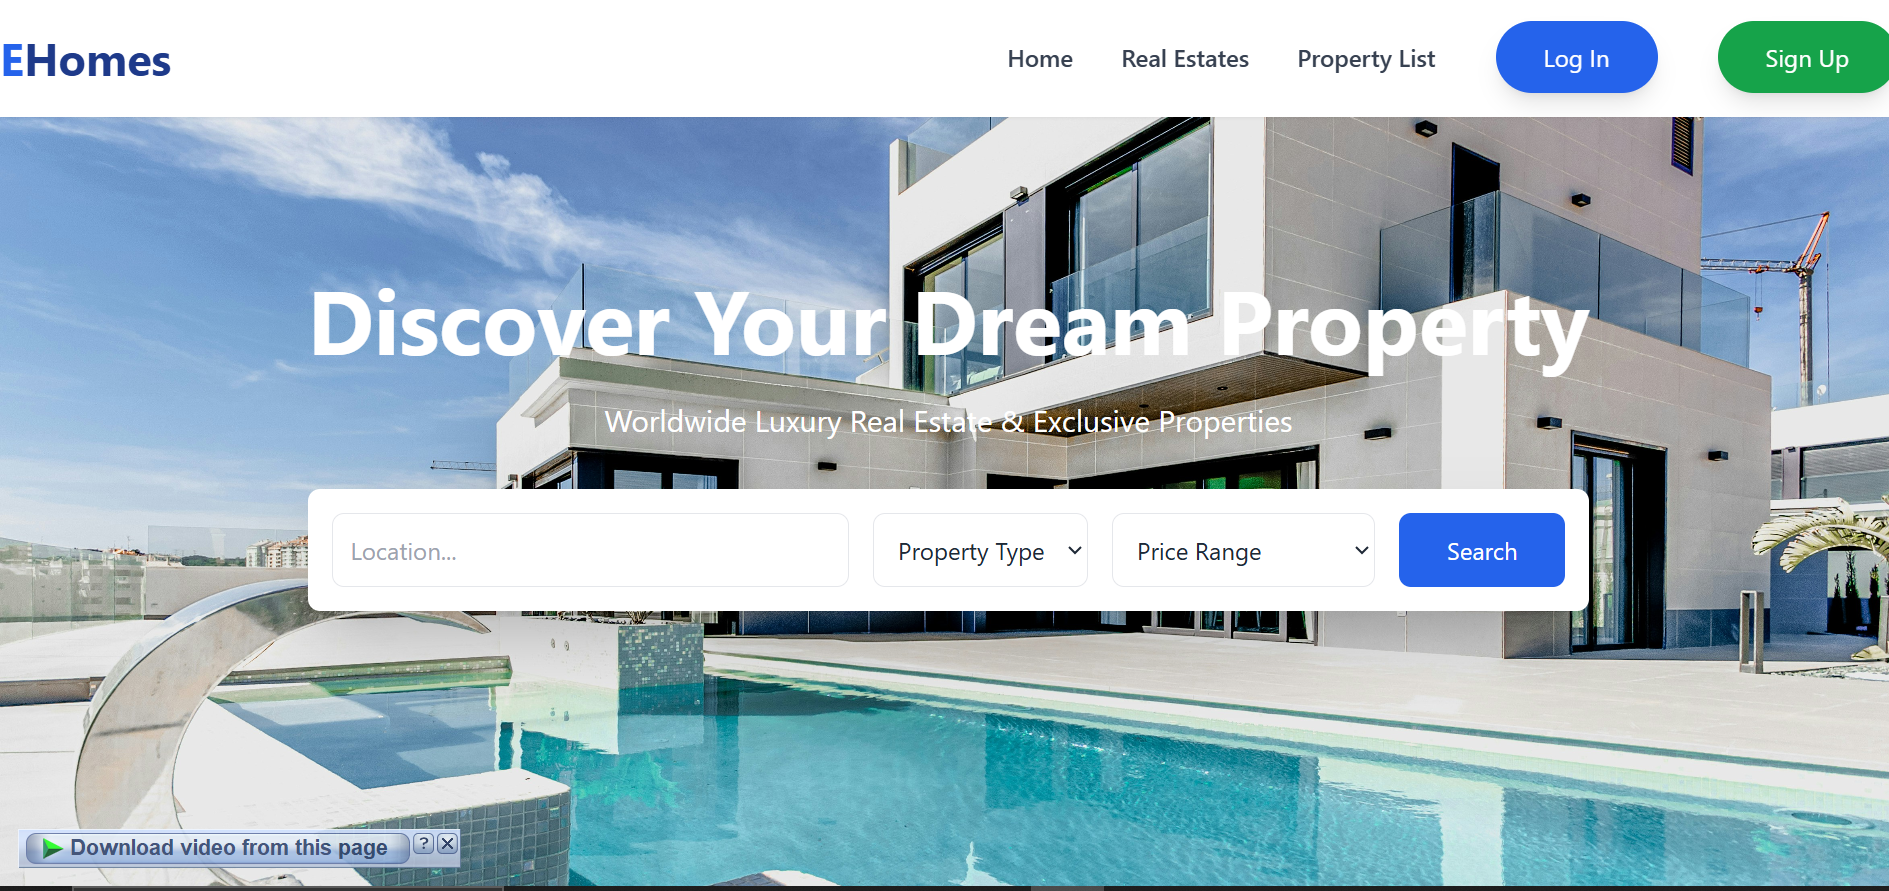 EHomes
Home
Real Estates
Property List
Log In
Sign Up
Discover Your Dream Property
Worldwide Luxury Real Estate & Exclusive Properties
Location...
Property Type
Price Range
Search
Download video from this page
?